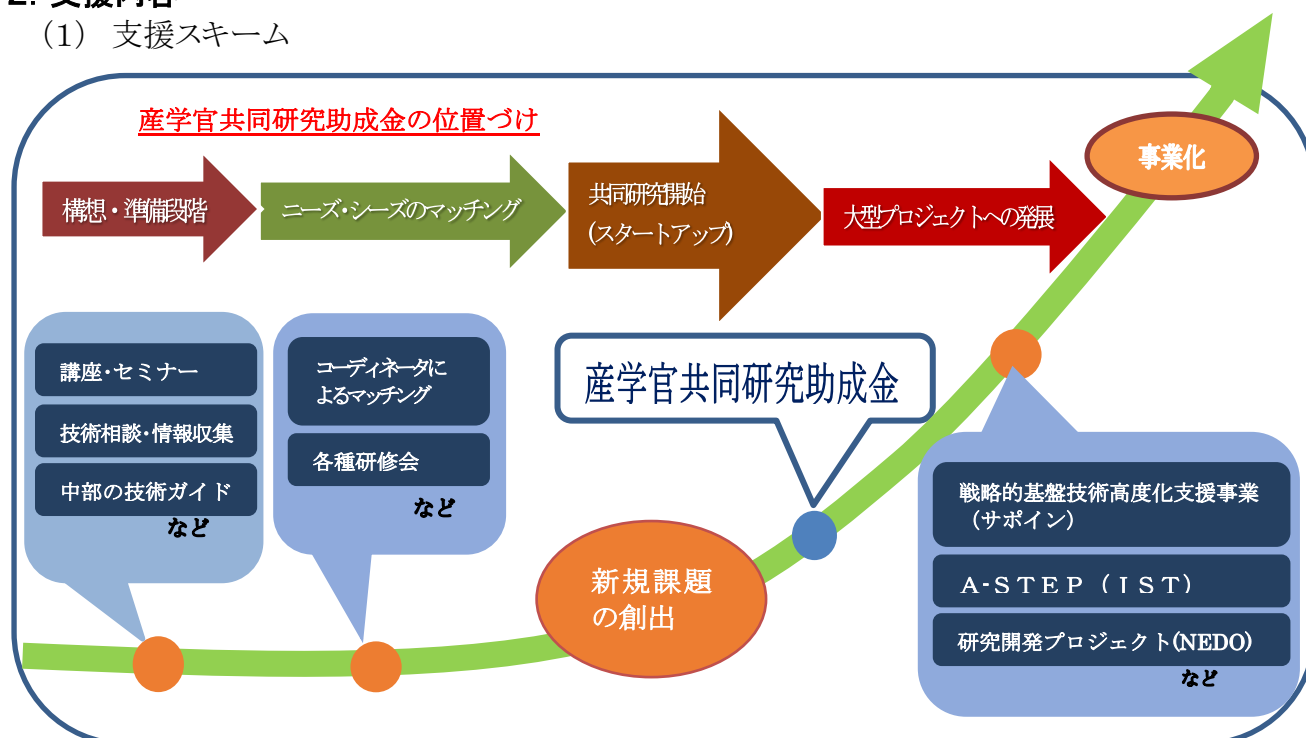 2. 支援内容
(1) 支援スキーム
産学官共同研究助成金の位置づけ
事業化
構想・準備段階
ニーズ・シーズのマッチング
共同研究開始
(スタートアップ)
大型プロジェクトへの発展
講座・セミナー
技術相談・情報収集
中部の技術ガイド
など
コーディネータに
よるマッチング
各種研修会
など
産学官共同研究助成金
新規課題
の創出
戦略的基盤技術高度化支援事業
(サポイン)
A-STEP (IST)
研究開発プロジェクト(NEDO)
など